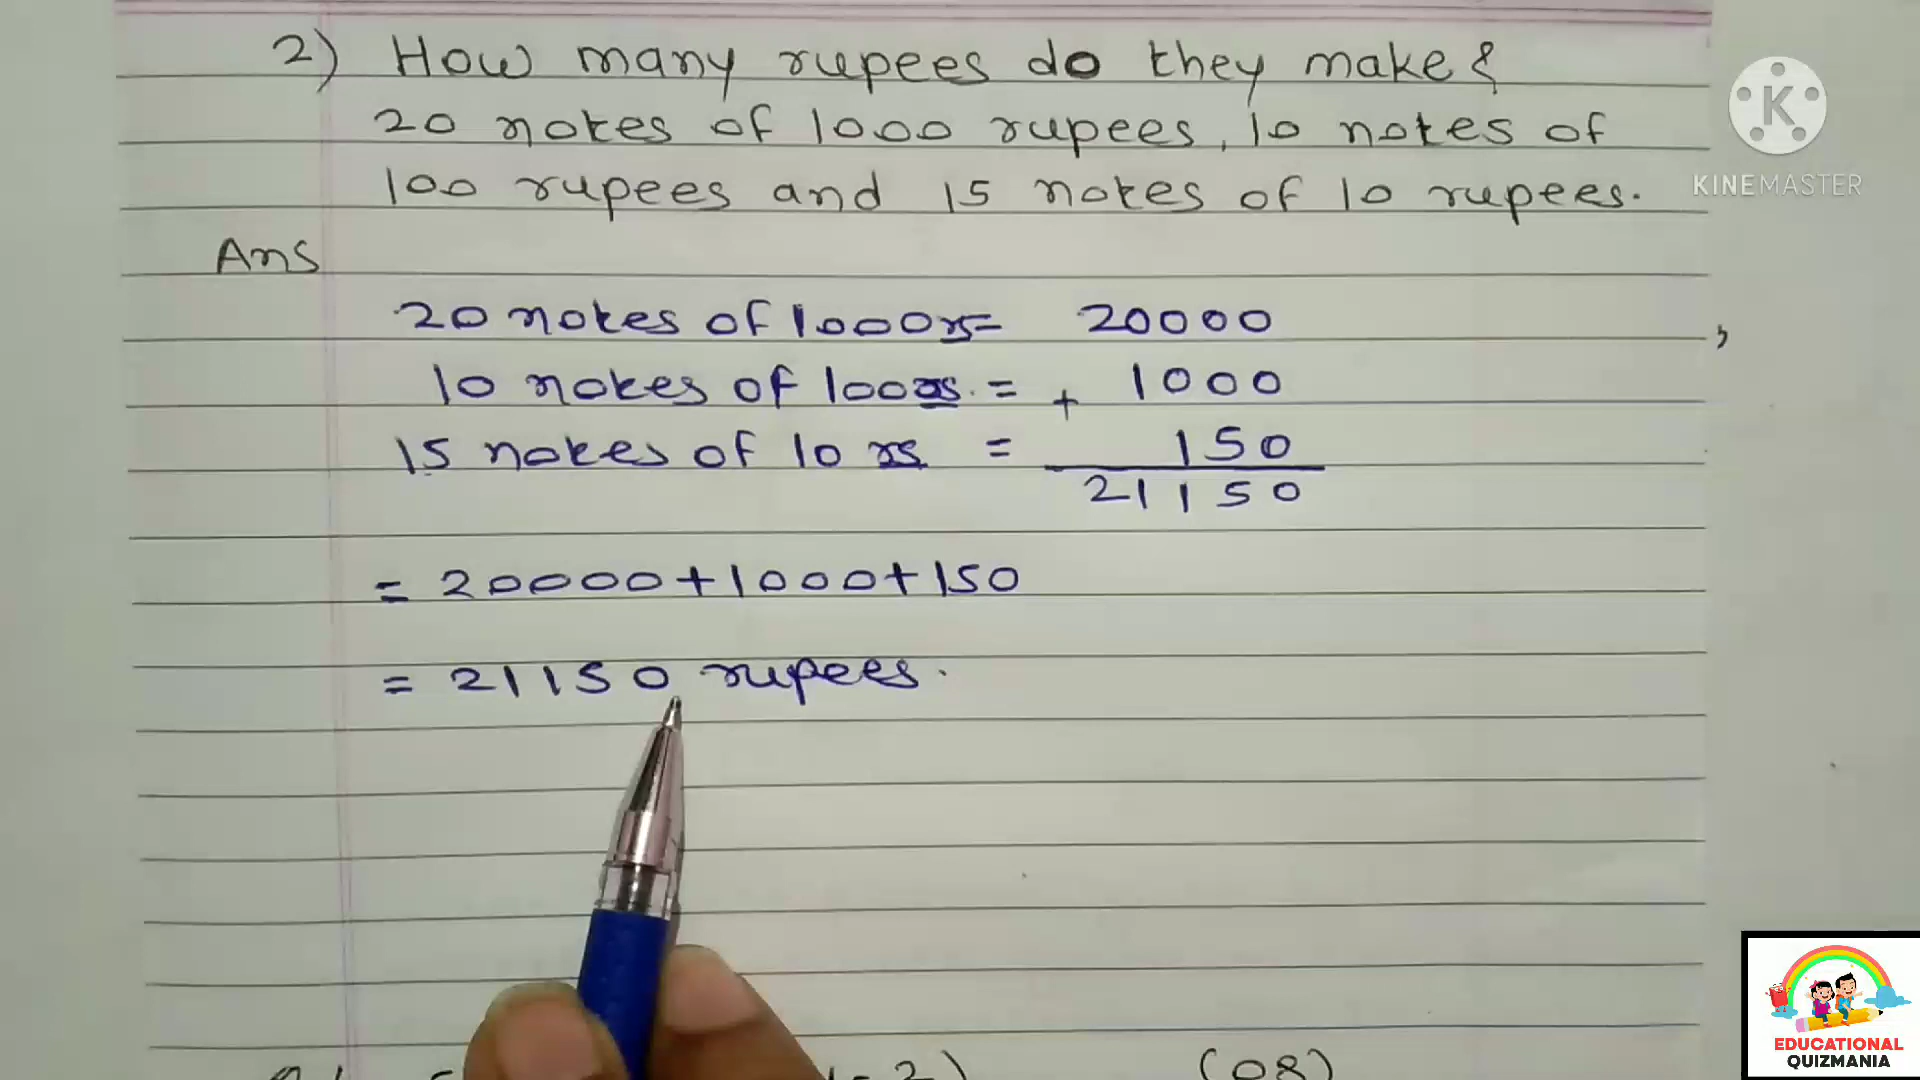 2) How many rupees do they make?
20 notes of 1000 rupees, 10 notes of
100 rupees and 15 notes of 10 rupees.
Ans
20 notes of 1000rs= 20000
10 notes of 100rs. = + 1000
15 notes of 10 rs = 150
21150
= 20000+1000+150
= 21150 rupees.
(08)
K
KINEMASTER
EDUCATIONAL
QUIZMANIA